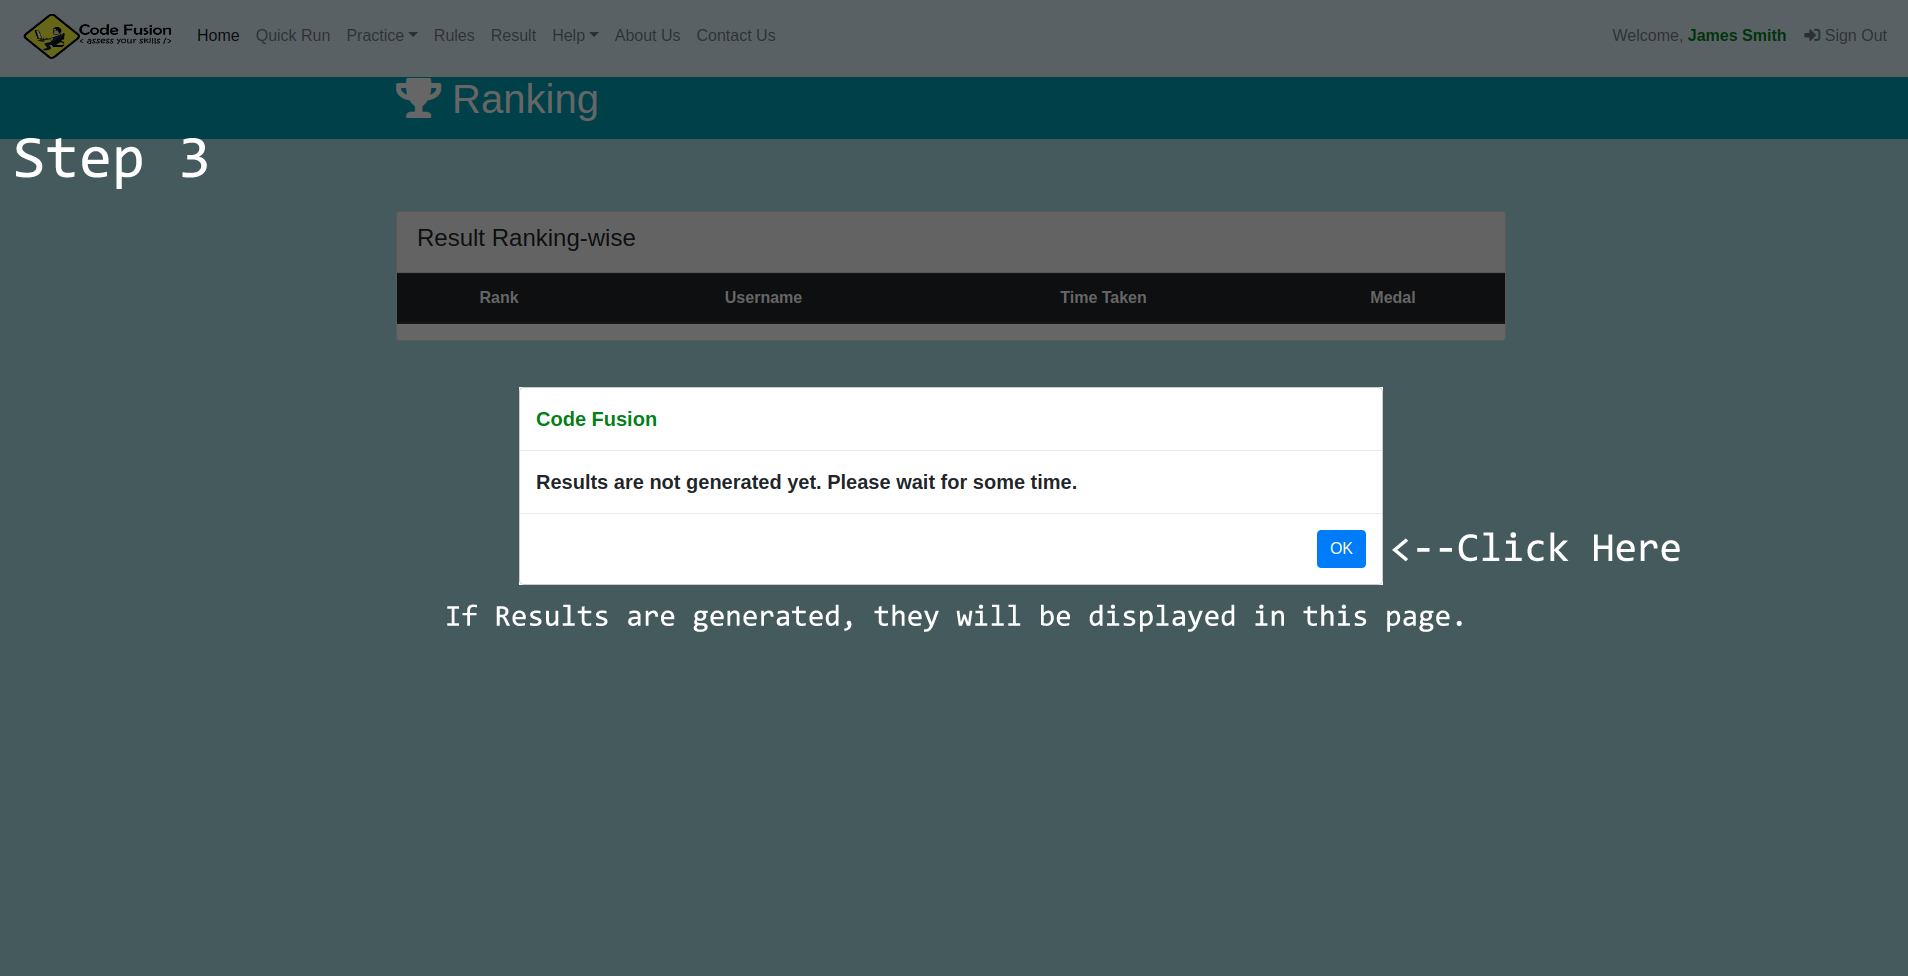 Code Fusion
< assess your skills />
Home Quick Run Practice Rules Result Help About Us Contact Us Welcome, James Smith Sign Out
Ranking
Step 3
Result Ranking-wise
Rank Username Time Taken Medal
Code Fusion
Results are not generated yet. Please wait for some time.
OK <--Click Here
If Results are generated, they will be displayed in this page.